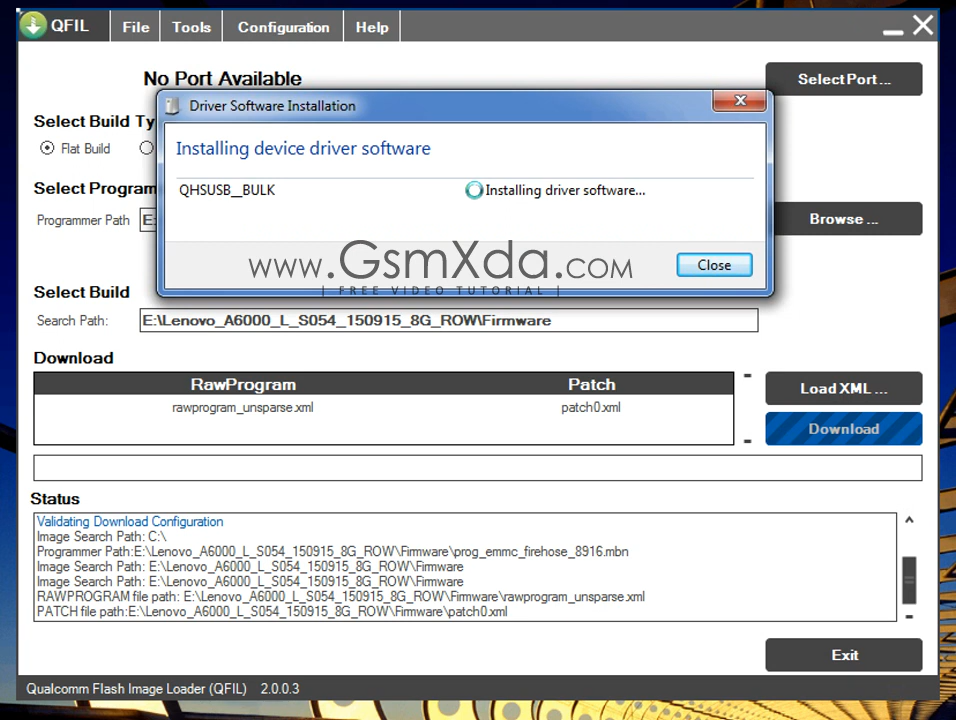 QFIL File Tools Configuration Help
No Port Available
Select Port ...
Driver Software Installation
Select Build Ty
Flat Build
Installing device driver software
QHSUSB__BULK
Installing driver software...
Select Program
Programmer Path
E:
Browse ...
Close
www.GsmXda.com
| FREE VIDEO TUTORIAL |
Select Build
Search Path:
E:\Lenovo_A6000_L_S054_150915_8G_ROW\Firmware
Download
RawProgram Patch
rawprogram_unsparse.xml patch0.xml
Load XML ...
Download
Status
Validating Download Configuration
Image Search Path: C:\
Programmer Path:E:\Lenovo_A6000_L_S054_150915_8G_ROW\Firmware\prog_emmc_firehose_8916.mbn
Image Search Path: E:\Lenovo_A6000_L_S054_150915_8G_ROW\Firmware
Image Search Path: E:\Lenovo_A6000_L_S054_150915_8G_ROW\Firmware
RAWPROGRAM file path: E:\Lenovo_A6000_L_S054_150915_8G_ROW\Firmware\rawprogram_unsparse.xml
PATCH file path:E:\Lenovo_A6000_L_S054_150915_8G_ROW\Firmware\patch0.xml
Exit
Qualcomm Flash Image Loader (QFIL) 2.0.0.3